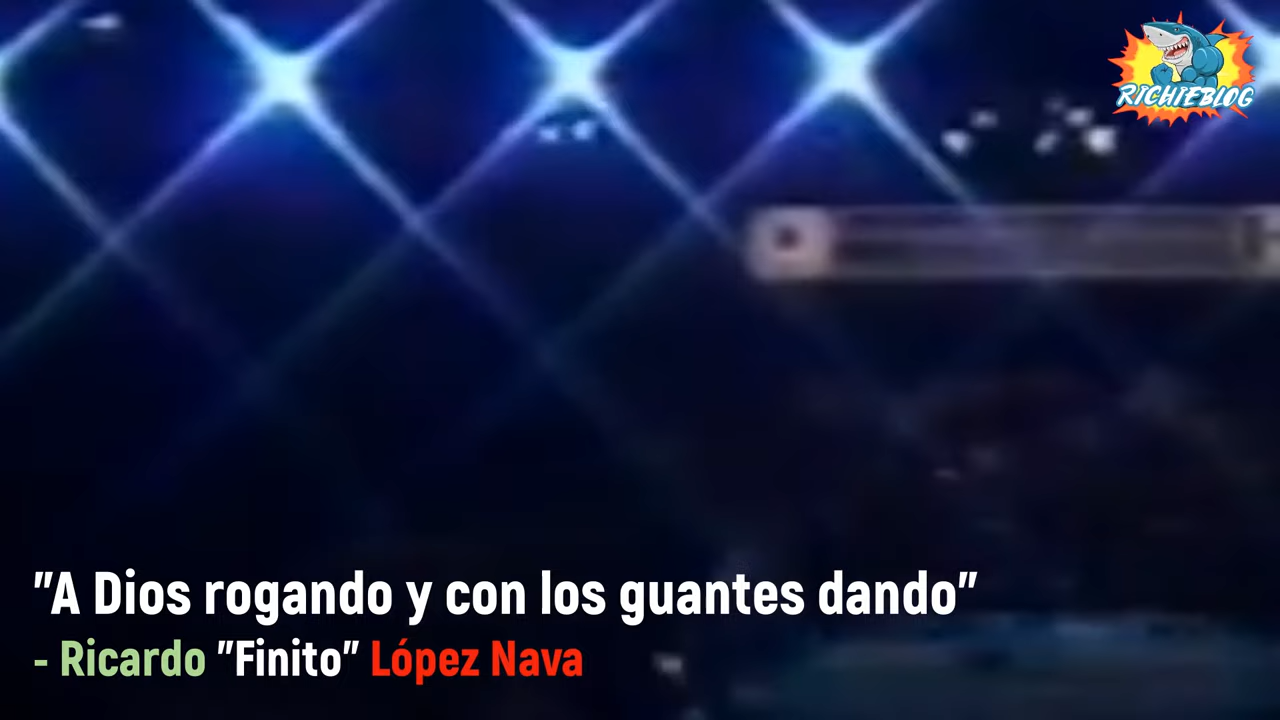 RICHIEBLOG
"A Dios rogando y con los guantes dando"
- Ricardo "Finito" López Nava